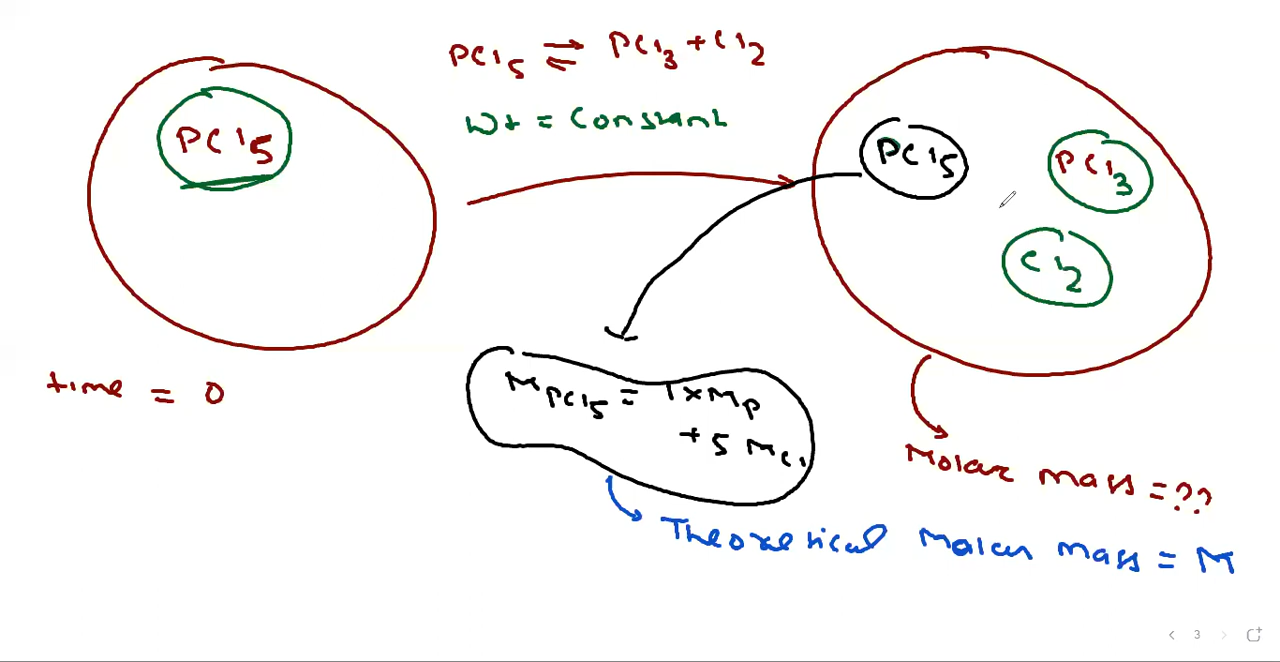 PCl5 ⇌ PCl3 + Cl2
Wt = Constant
PCl5
PCl5
PCl3
Cl2
time = 0
MPCl5 = 1 x MP
+ 5 MCl
Molar mass = ??
Theoretical Molar mass = M
< 3 >